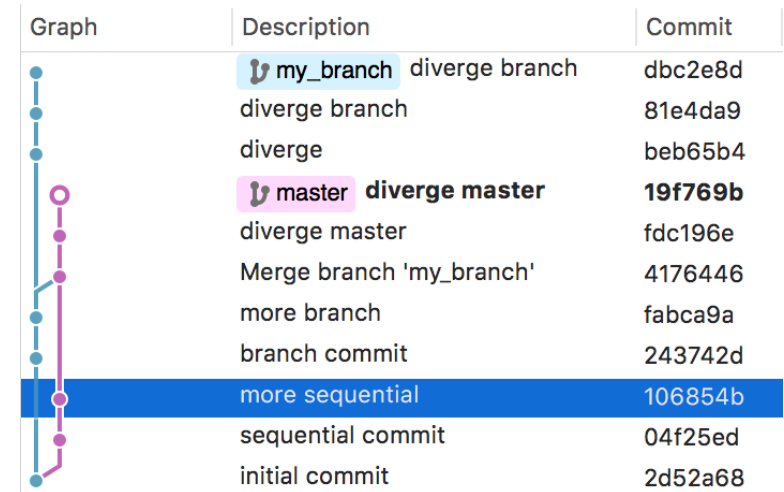 Graph Description Commit
my_branch diverge branch dbc2e8d
diverge branch 81e4da9
diverge beb65b4
master diverge master 19f769b
diverge master fdc196e
Merge branch 'my_branch' 4176446
more branch fabca9a
branch commit 243742d
more sequential 106854b
sequential commit 04f25ed
initial commit 2d52a68